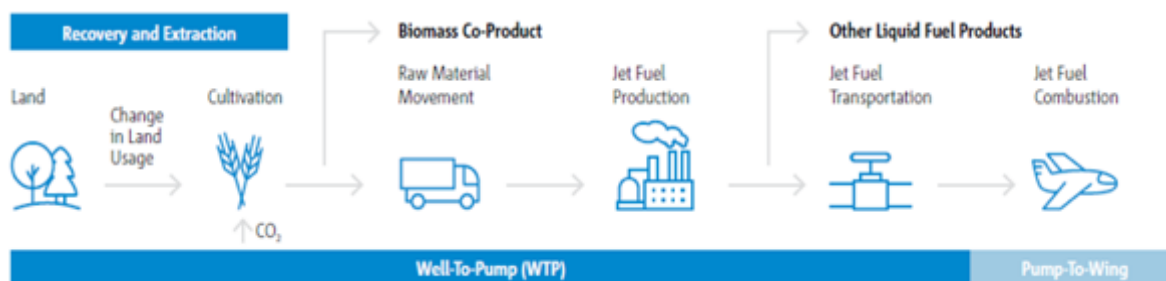 Recovery and Extraction
Biomass Co-Product
Other Liquid Fuel Products
Land
Change
in Land
Usage
Cultivation
CO₂
Raw Material
Movement
Jet Fuel
Production
Jet Fuel
Transportation
Jet Fuel
Combustion
Well-To-Pump (WTP)
Pump-To-Wing